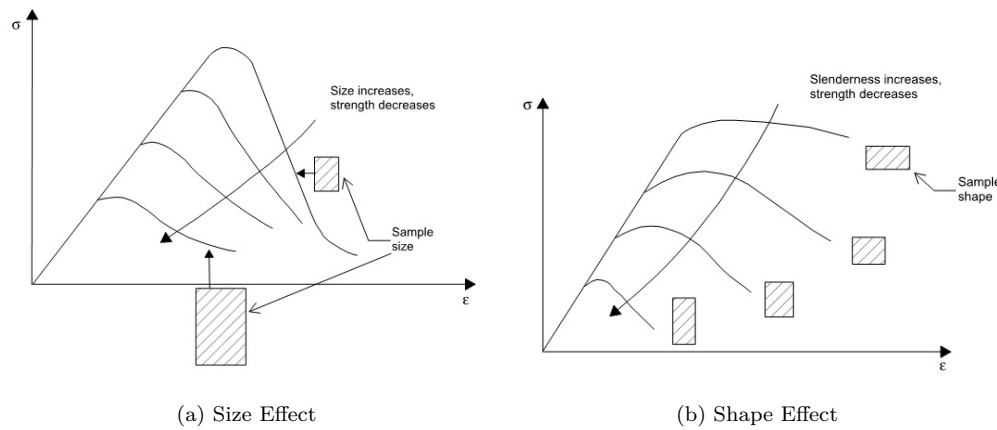 σ
Size increases,
strength decreases
Sample
size
ε
(a) Size Effect
σ
Slenderness increases,
strength decreases
Sample
shape
ε
(b) Shape Effect